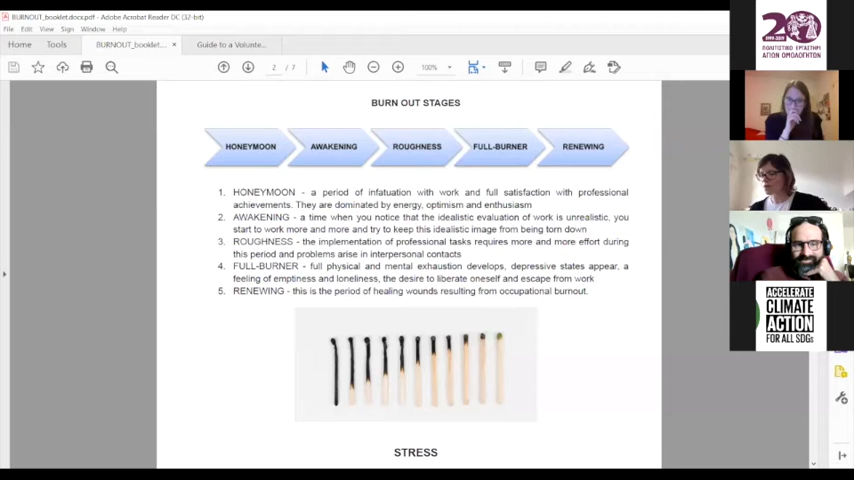 BURNOUT_booklet.docx.pdf - Adobe Acrobat Reader DC (32-bit)
File Edit View Sign Window Help
Home Tools BURNOUT_booklet.... × Guide to a Volunte...
2 / 7 100%
BURN OUT STAGES
HONEYMOON AWAKENING ROUGHNESS FULL-BURNER RENEWING
1. HONEYMOON - a period of infatuation with work and full satisfaction with professional
achievements. They are dominated by energy, optimism and enthusiasm
2. AWAKENING - a time when you notice that the idealistic evaluation of work is unrealistic, you
start to work more and more and try to keep this idealistic image from being torn down
3. ROUGHNESS - the implementation of professional tasks requires more and more effort during
this period and problems arise in interpersonal contacts
4. FULL-BURNER - full physical and mental exhaustion develops, depressive states appear, a
feeling of emptiness and loneliness, the desire to liberate oneself and escape from work
5. RENEWING - this is the period of healing wounds resulting from occupational burnout.
STRESS
20
ΠΟΛΙΤΙΣΤΙΚΟ ΕΡΓΑΣΤΗΡΙ
ΑΓΙΩΝ ΟΜΟΛΟΓΗΤΩΝ
ACCELERATE
CLIMATE
ACTION
FOR ALL SDGs